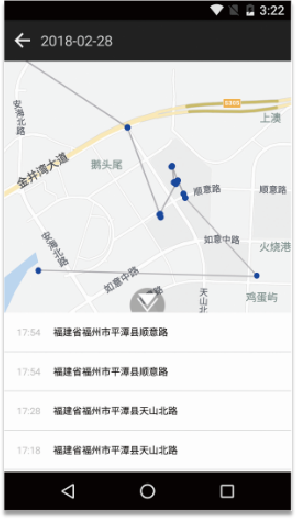 3:22
2018-02-28
安海北路
上澳
金井湾大道
鹅头尾
顺意路
顺意路
如意中路
安海北路
火烧港
如意中路
鸡蛋屿
天山北
17:54 福建省福州市平潭县顺意路
17:54 福建省福州市平潭县顺意路
17:28 福建省福州市平潭县天山北路
17:18 福建省福州市平潭县天山北路